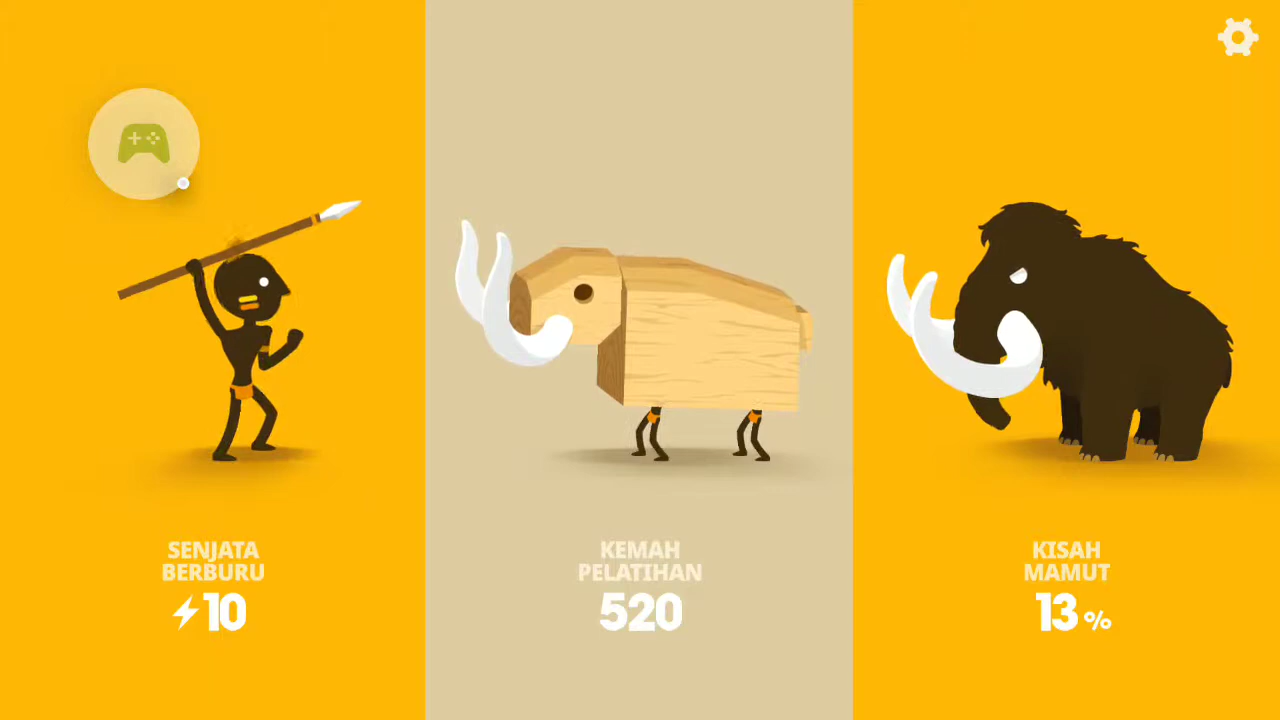 SENJATA
BERBURU
10
KEMAH
PELATIHAN
520
KISAH
MAMUT
13 %